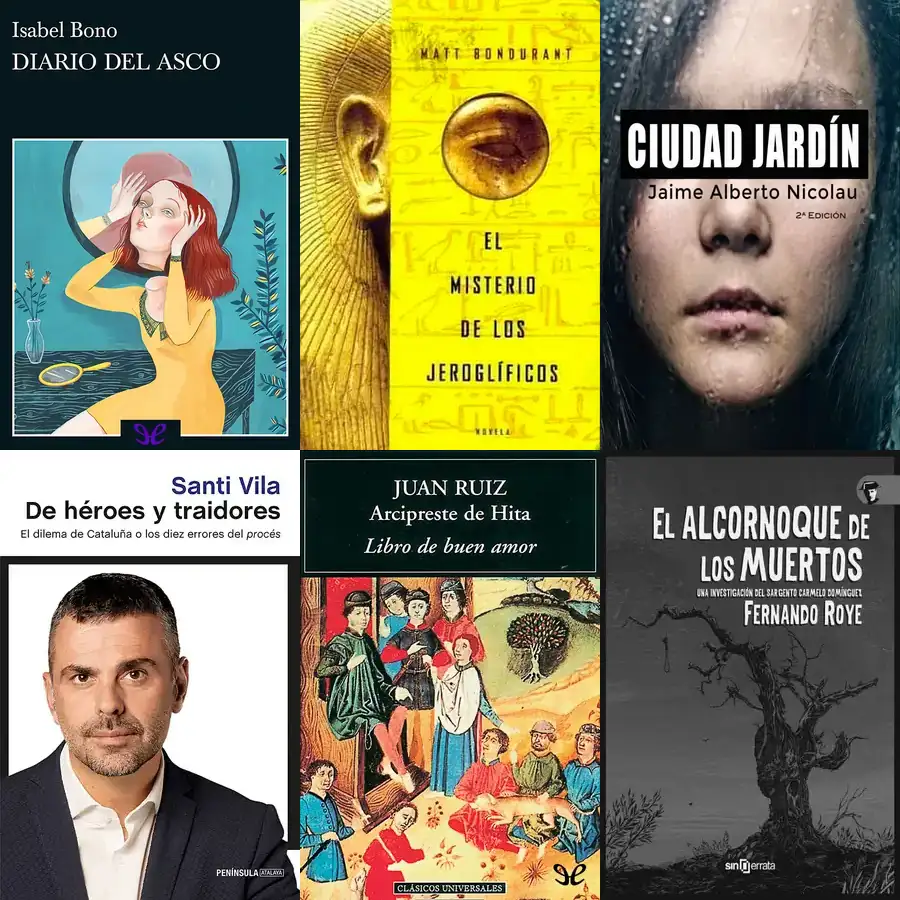 Isabel Bono
DIARIO DEL ASCO
MATT BONDURANT
EL
MISTERIO
DE LOS
JEROGLÍFICOS
NOVELA
CIUDAD JARDÍN
Jaime Alberto Nicolau
2ª EDICIÓN
Santi Vila
De héroes y traidores
El dilema de Cataluña o los diez errores del procés
PENÍNSULA ATALAYA
JUAN RUIZ
Arcipreste de Hita
Libro de buen amor
CLÁSICOS UNIVERSALES
EL ALCORNOQUE DE
LOS MUERTOS
UNA INVESTIGACIÓN DEL SARGENTO CARMELO DOMÍNGUEZ
FERNANDO ROYE
sin errata